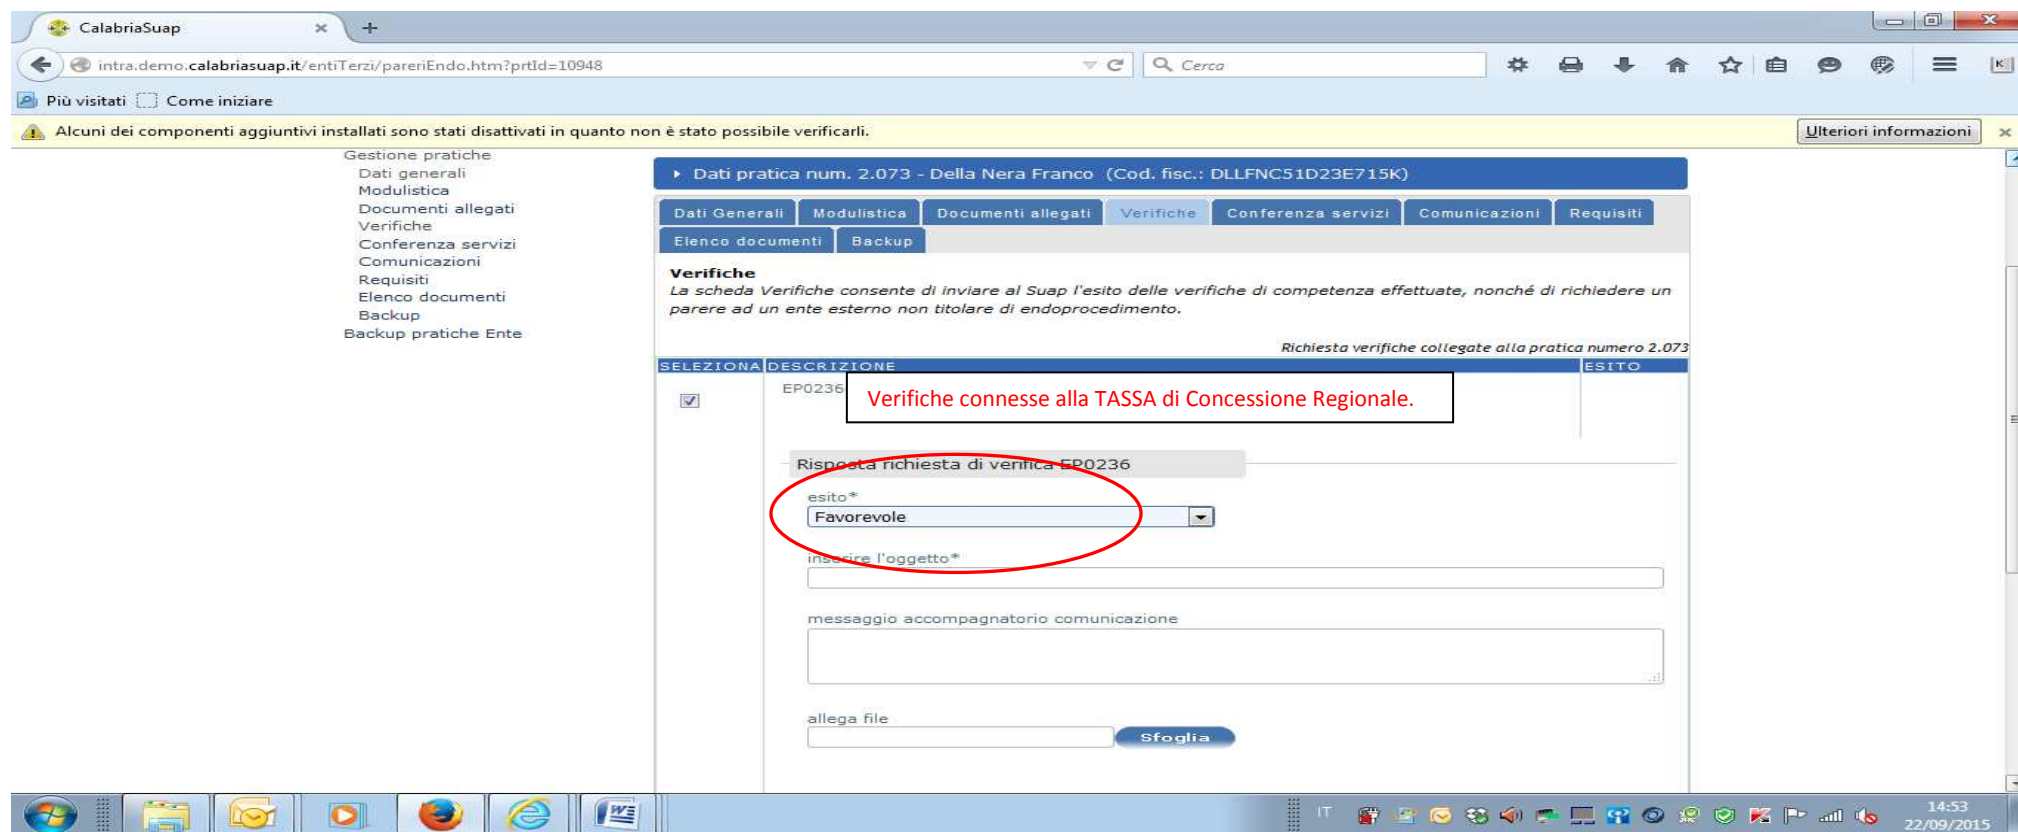 CalabriaSuap
intra.demo.calabriasuap.it/entiTerzi/pareriEndo.htm?prtId=10948
Cerca
Più visitati Come iniziare
Alcuni dei componenti aggiuntivi installati sono stati disattivati in quanto non è stato possibile verificarli.
Ulteriori informazioni
Gestione pratiche
Dati generali
Modulistica
Documenti allegati
Verifiche
Conferenza servizi
Comunicazioni
Requisiti
Elenco documenti
Backup
Backup pratiche Ente
Dati pratica num. 2.073 - Della Nera Franco (Cod. fisc.: DLLFNC51D23E715K)
Dati Generali Modulistica Documenti allegati Verifiche Conferenza servizi Comunicazioni Requisiti
Elenco documenti Backup
Verifiche
La scheda Verifiche consente di inviare al Suap l'esito delle verifiche di competenza effettuate, nonché di richiedere un
parere ad un ente esterno non titolare di endoprocedimento.
Richiesta verifiche collegate alla pratica numero 2.073
SELEZIONA DESCRIZIONE ESITO
EP0236
Verifiche connesse alla TASSA di Concessione Regionale.
Risposta richiesta di verifica EP0236
esito*
Favorevole
inserire l'oggetto*
messaggio accompagnatorio comunicazione
allega file
Sfoglia
IT
14:53
22/09/2015